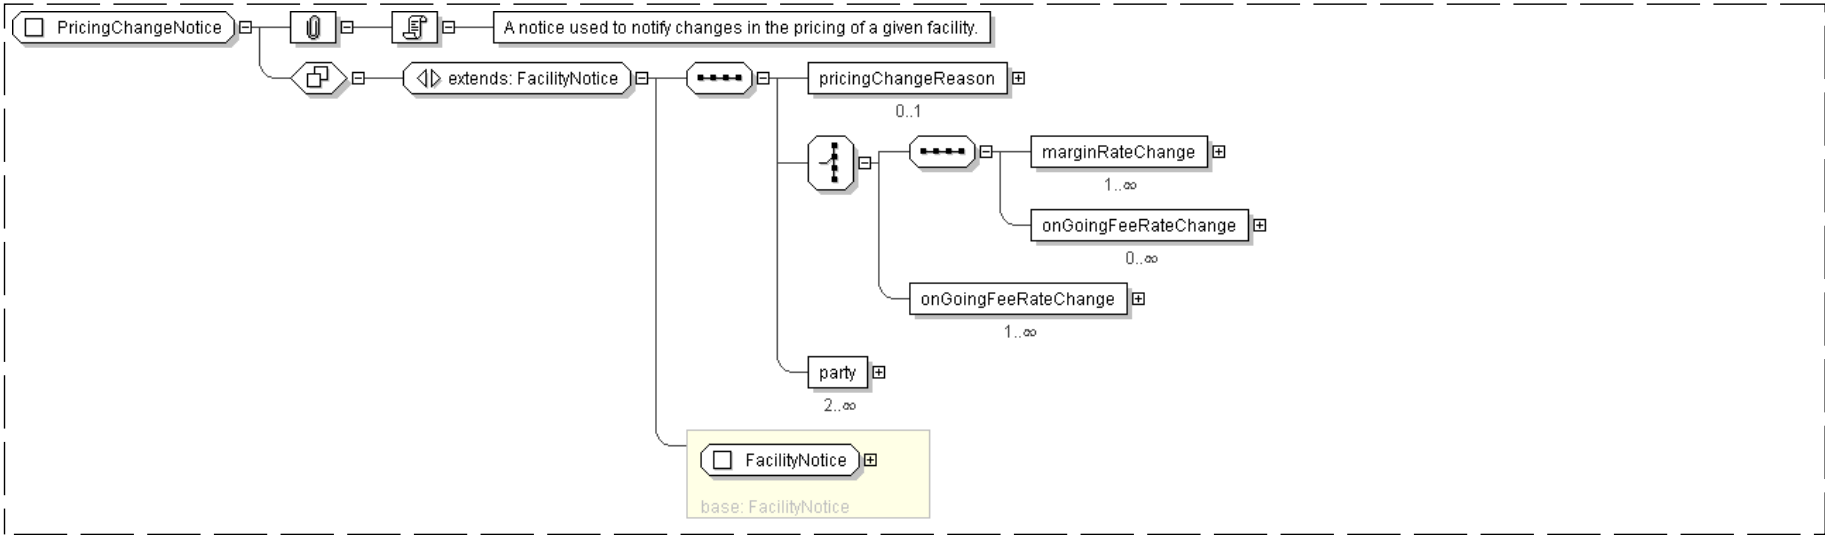 PricingChangeNotice
A notice used to notify changes in the pricing of a given facility.
extends: FacilityNotice
pricingChangeReason
0..1
marginRateChange
1..∞
onGoingFeeRateChange
0..∞
onGoingFeeRateChange
1..∞
party
2..∞
FacilityNotice
base: FacilityNotice